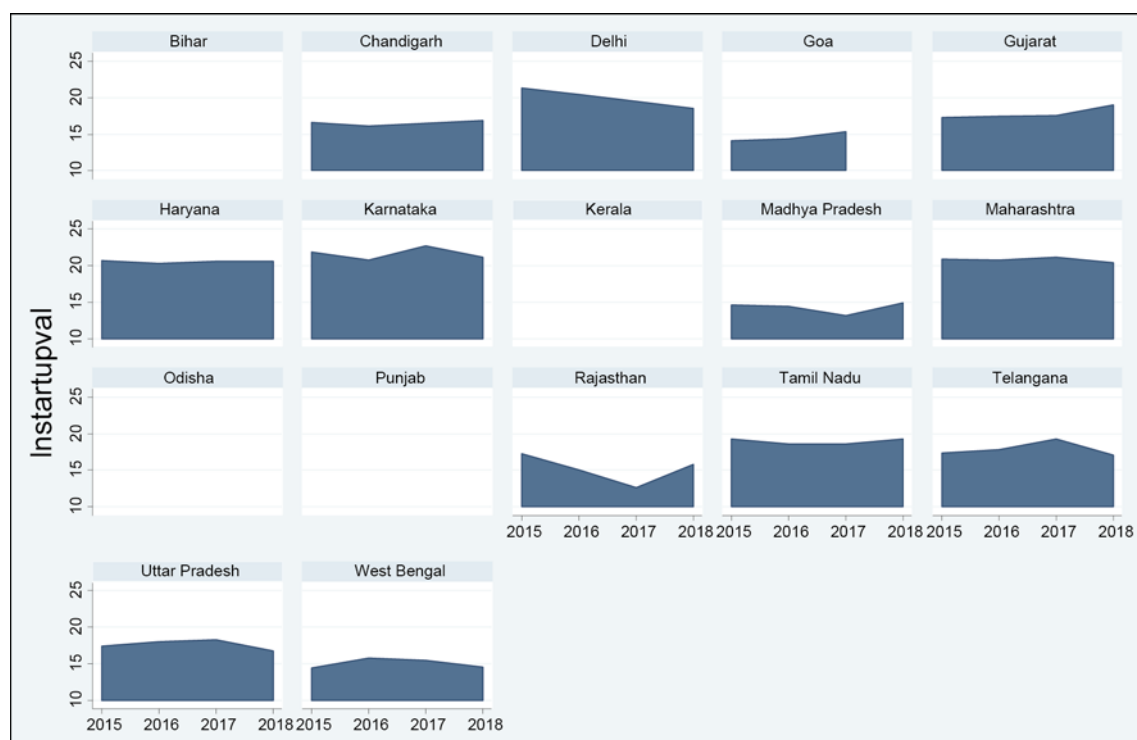 Bihar Chandigarh Delhi Goa Gujarat
25
20
15
10
Haryana Karnataka Kerala Madhya Pradesh Maharashtra
25
20
15
10
Instartupval
Odisha Punjab Rajasthan Tamil Nadu Telangana
25
20
15
10
2015 2016 2017 2018 2015 2016 2017 2018 2015 2016 2017 2018
Uttar Pradesh West Bengal
25
20
15
10
2015 2016 2017 2018 2015 2016 2017 2018